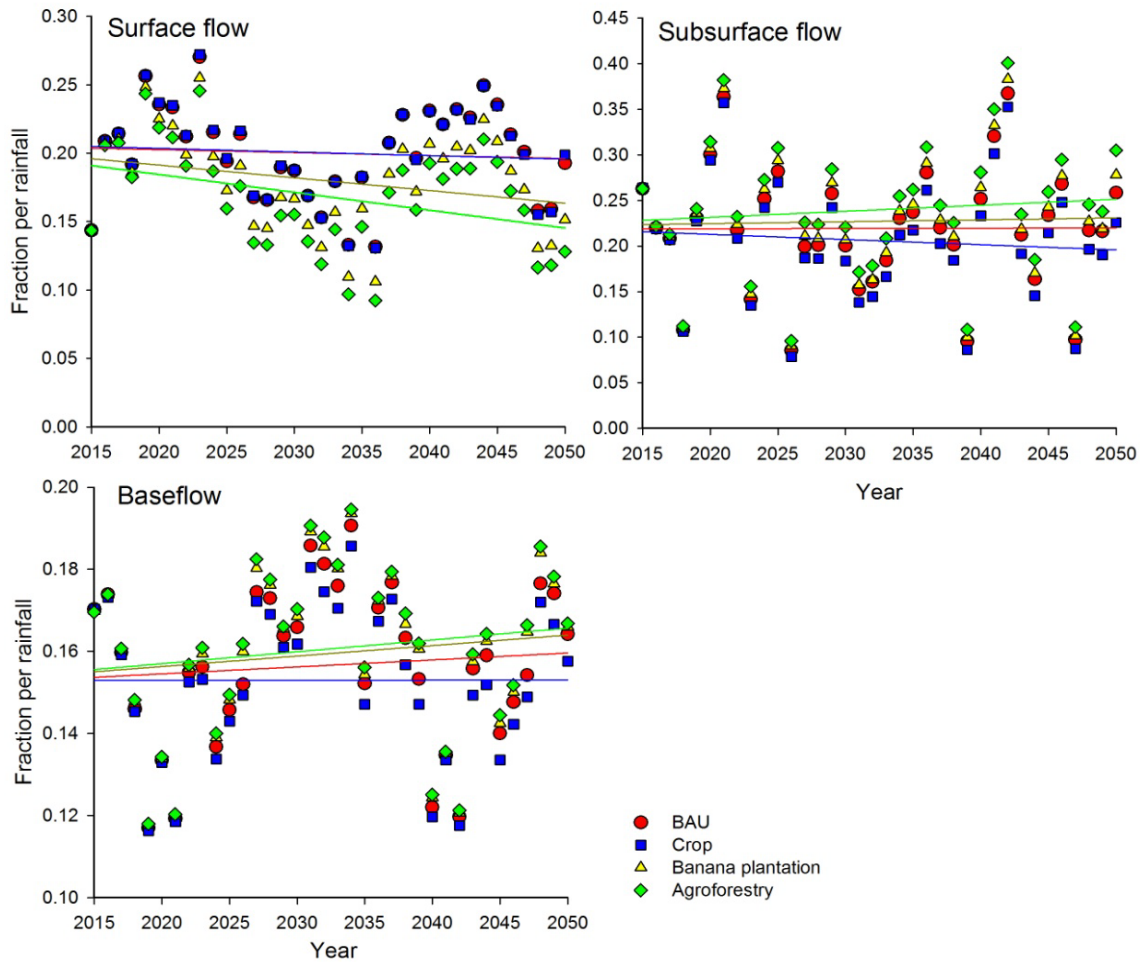 Surface flow
Fraction per rainfall
0.30
0.25
0.20
0.15
0.10
0.05
0.00
2015 2020 2025 2030 2035 2040 2045 2050
Subsurface flow
0.45
0.40
0.35
0.30
0.25
0.20
0.15
0.10
0.05
0.00
2015 2020 2025 2030 2035 2040 2045 2050
Year
Baseflow
Fraction per rainfall
0.20
0.18
0.16
0.14
0.12
0.10
2015 2020 2025 2030 2035 2040 2045 2050
Year
BAU
Crop
Banana plantation
Agroforestry